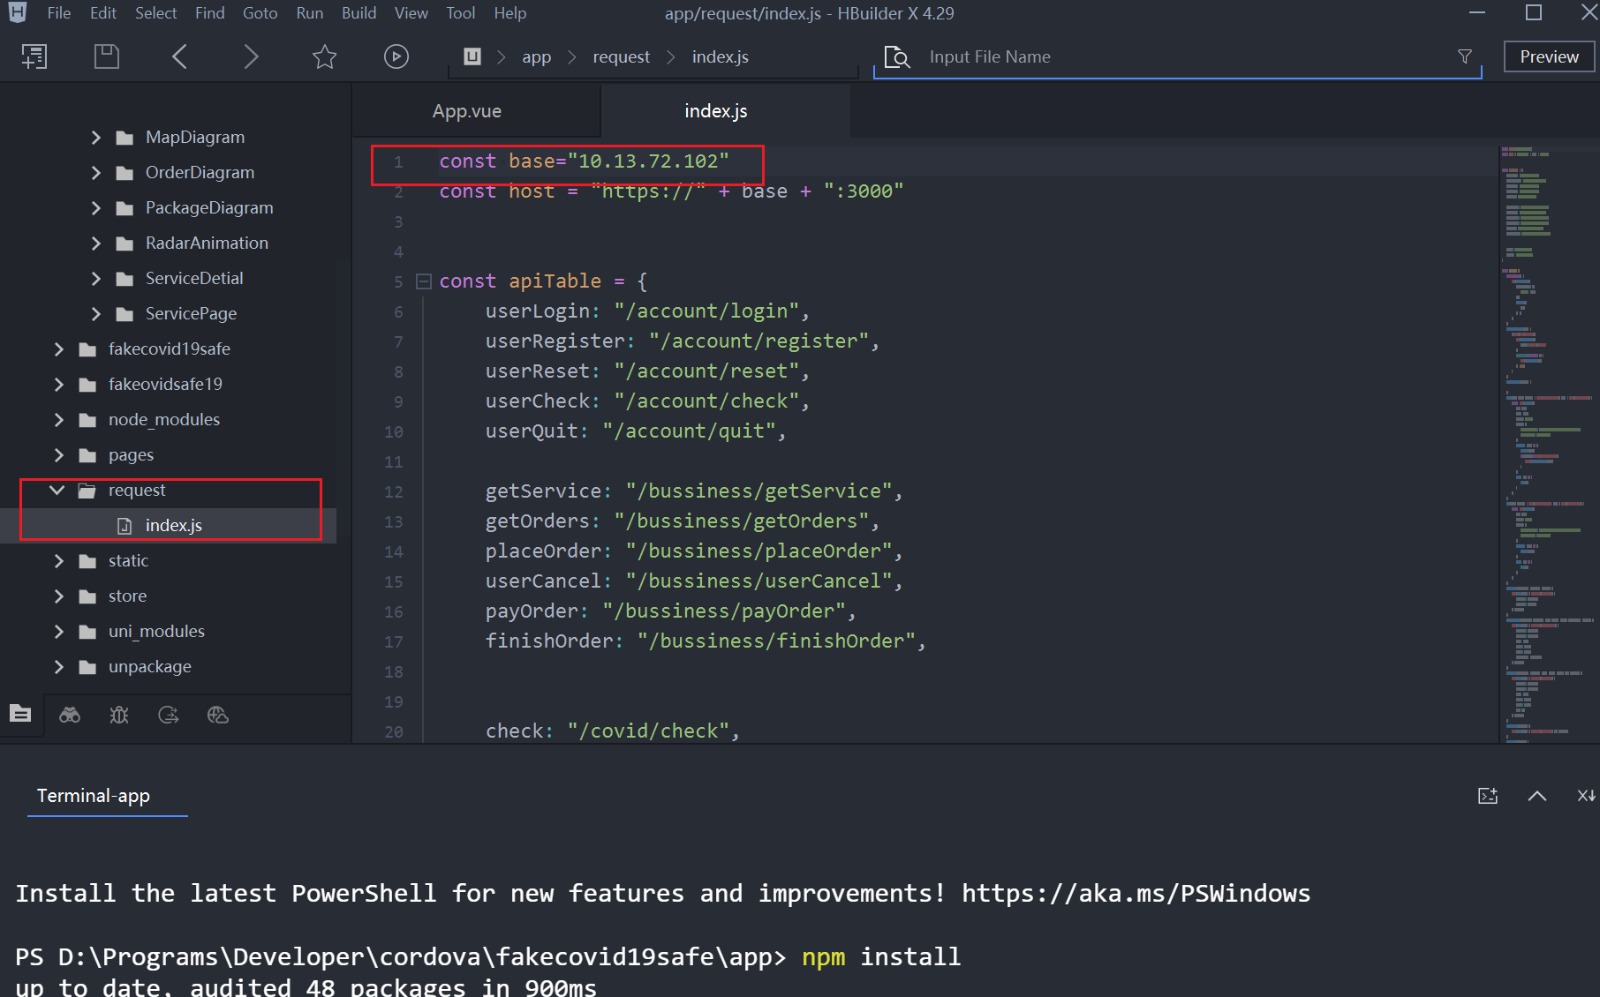 File Edit Select Find Goto Run Build View Tool Help
app/request/index.js - HBuilder X 4.29
app request index.js
Input File Name
Preview
MapDiagram
OrderDiagram
PackageDiagram
RadarAnimation
ServiceDetial
ServicePage
fakecovid19safe
fakeovidsafe19
node_modules
pages
request
index.js
static
store
uni_modules
unpackage
App.vue index.js
1 const base="10.13.72.102"
2 const host = "https://" + base + ":3000"
3
4
5 const apiTable = {
6 userLogin: "/account/login",
7 userRegister: "/account/register",
8 userReset: "/account/reset",
9 userCheck: "/account/check",
10 userQuit: "/account/quit",
11
12 getService: "/bussiness/getService",
13 getOrders: "/bussiness/getOrders",
14 placeOrder: "/bussiness/placeOrder",
15 userCancel: "/bussiness/userCancel",
16 payOrder: "/bussiness/payOrder",
17 finishOrder: "/bussiness/finishOrder",
18
19
20 check: "/covid/check",
Terminal-app
Install the latest PowerShell for new features and improvements! https://aka.ms/PSWindows
PS D:\Programs\Developer\cordova\fakecovid19safe\app> npm install
up to date, audited 48 packages in 900ms